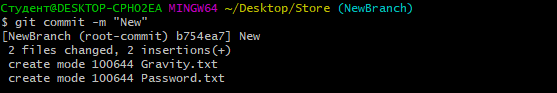 Студент@DESKTOP-CPHO2EA MINGW64 ~/Desktop/Store (NewBranch)
$ git commit -m "New"
[NewBranch (root-commit) b754ea7] New
 2 files changed, 2 insertions(+)
 create mode 100644 Gravity.txt
 create mode 100644 Password.txt